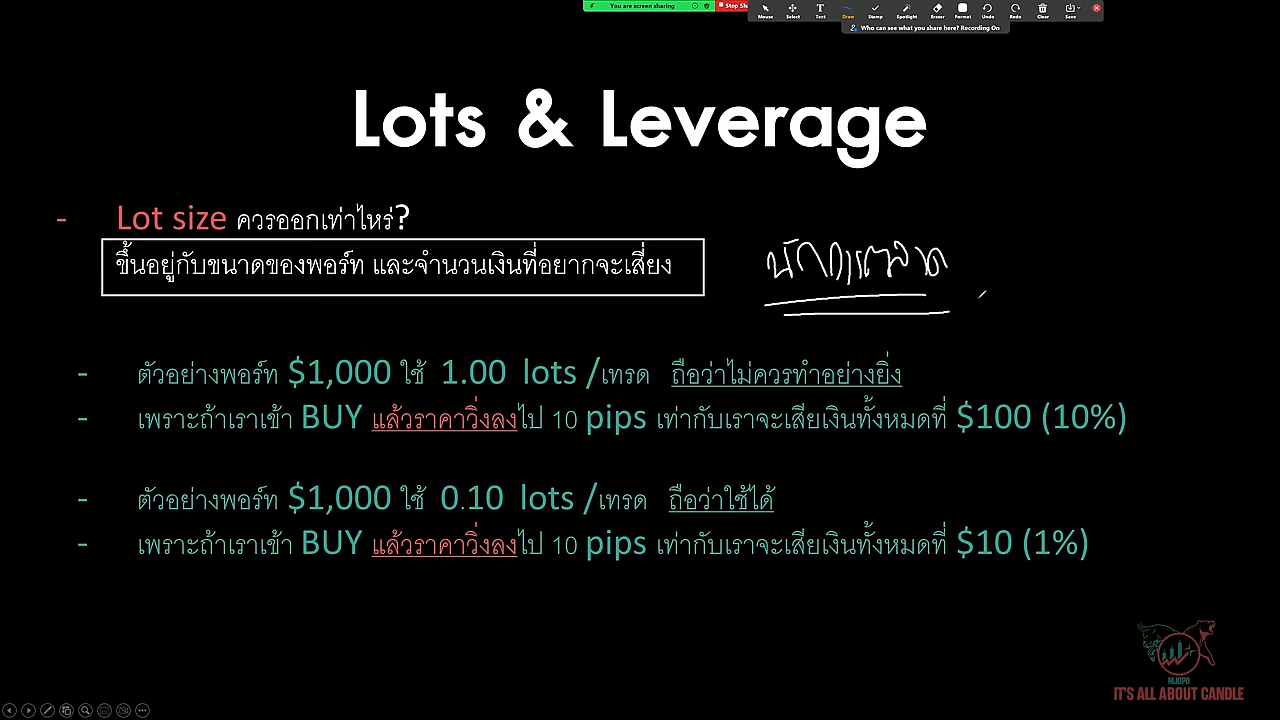 You are screen sharing
Stop Sha
Mouse Select Text Draw Stamp Spotlight Eraser Format Undo Redo Clear Save
Who can see what you share here? Recording On
Lots & Leverage
- Lot size ควรออกเท่าไหร่?
ขึ้นอยู่กับขนาดของพอร์ท และจำนวนเงินที่อยากจะเสี่ยง
นักการตลาด
- ตัวอย่างพอร์ท $1,000 ใช้ 1.00 lots /เทรด ถือว่าไม่ควรทำอย่างยิ่ง
- เพราะถ้าเราเข้า BUY แล้วราคาวิ่งลงไป 10 pips เท่ากับเราจะเสียเงินทั้งหมดที่ $100 (10%)
- ตัวอย่างพอร์ท $1,000 ใช้ 0.10 lots /เทรด ถือว่าใช้ได้
- เพราะถ้าเราเข้า BUY แล้วราคาวิ่งลงไป 10 pips เท่ากับเราจะเสียเงินทั้งหมดที่ $10 (1%)
MJOPO
IT'S ALL ABOUT CANDLE